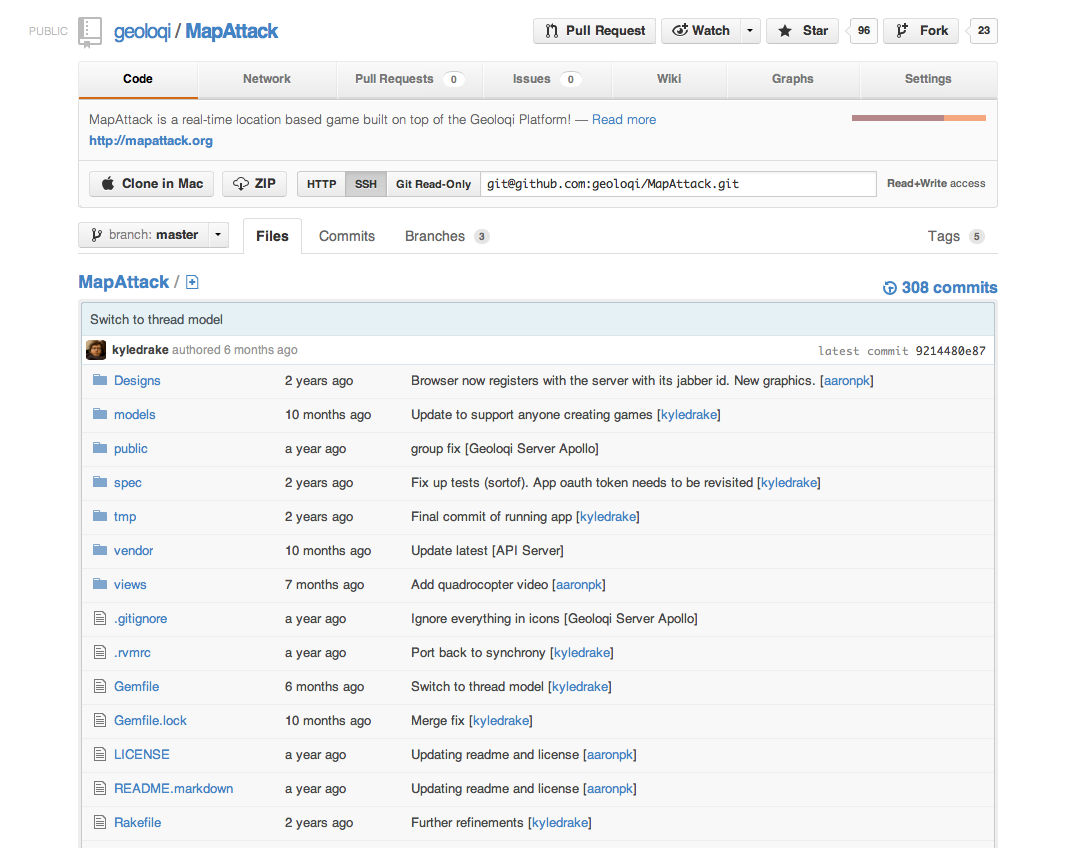 PUBLIC geoloqi / MapAttack Pull Request Watch Star 96 Fork 23
Code Network Pull Requests 0 Issues 0 Wiki Graphs Settings
MapAttack is a real-time location based game built on top of the Geoloqi Platform! — Read more
http://mapattack.org
Clone in Mac ZIP HTTP SSH Git Read-Only git@github.com:geoloqi/MapAttack.git Read+Write access
branch: master Files Commits Branches 3 Tags 5
MapAttack /
308 commits
Switch to thread model
kyledrake authored 6 months ago latest commit 9214480e87
Designs 2 years ago Browser now registers with the server with its jabber id. New graphics. [aaronpk]
models 10 months ago Update to support anyone creating games [kyledrake]
public a year ago group fix [Geoloqi Server Apollo]
spec 2 years ago Fix up tests (sortof). App oauth token needs to be revisited [kyledrake]
tmp 2 years ago Final commit of running app [kyledrake]
vendor 10 months ago Update latest [API Server]
views 7 months ago Add quadrocopter video [aaronpk]
.gitignore a year ago Ignore everything in icons [Geoloqi Server Apollo]
.rvmrc a year ago Port back to synchrony [kyledrake]
Gemfile 6 months ago Switch to thread model [kyledrake]
Gemfile.lock 10 months ago Merge fix [kyledrake]
LICENSE a year ago Updating readme and license [aaronpk]
README.markdown a year ago Updating readme and license [aaronpk]
Rakefile 2 years ago Further refinements [kyledrake]